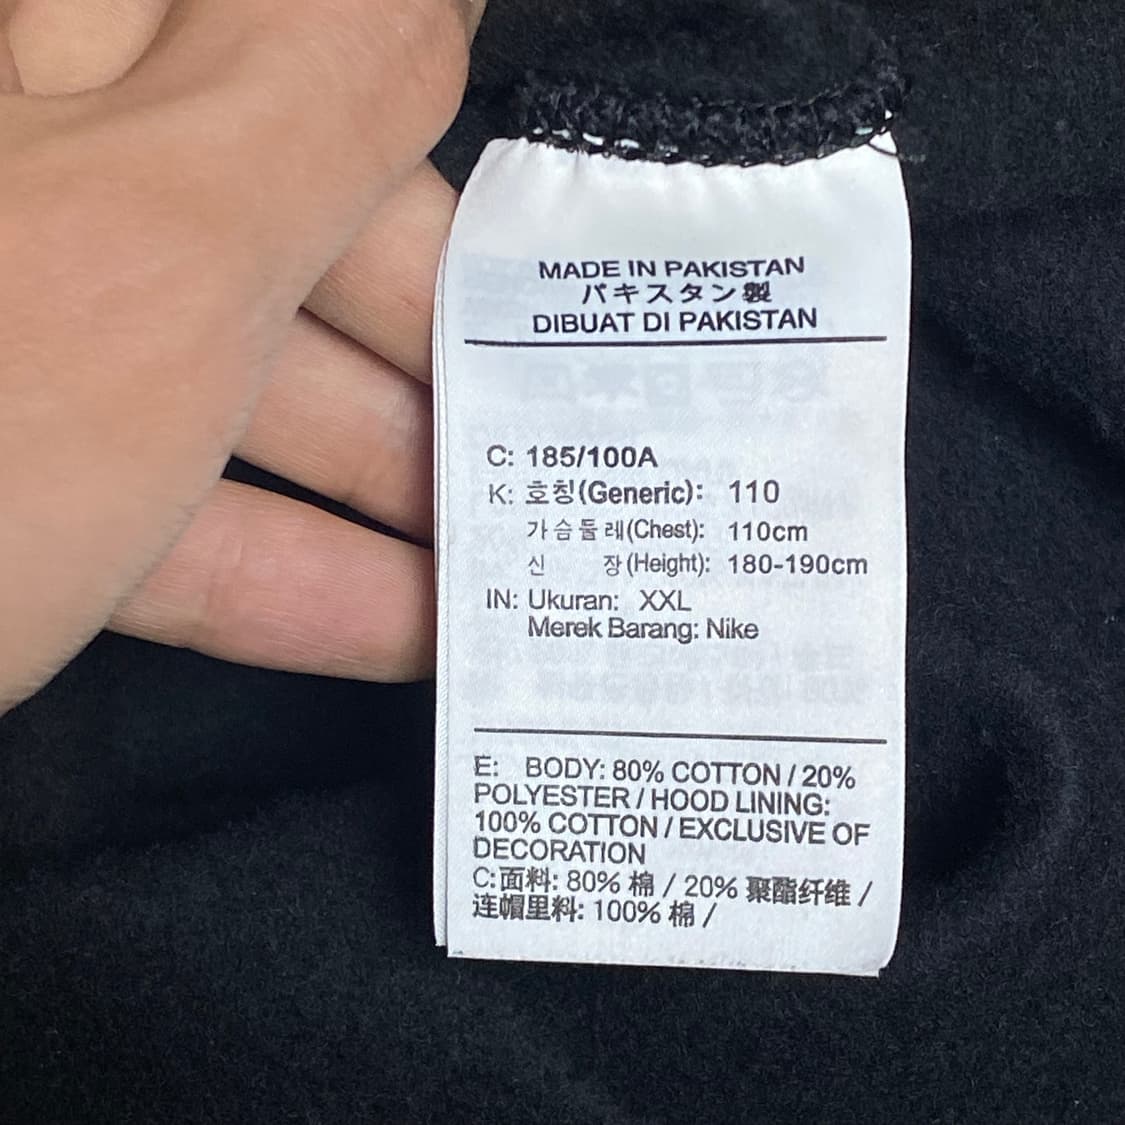 MADE IN PAKISTAN
パキスタン製
DIBUAT DI PAKISTAN
C: 185/100A
K: 호칭(Generic): 110
가슴둘레(Chest): 110cm
신 장(Height): 180-190cm
IN: Ukuran: XXL
Merek Barang: Nike
E: BODY: 80% COTTON / 20%
POLYESTER / HOOD LINING:
100% COTTON / EXCLUSIVE OF
DECORATION
C:面料: 80% 棉 / 20% 聚酯纤维 /
连帽里料: 100% 棉 /